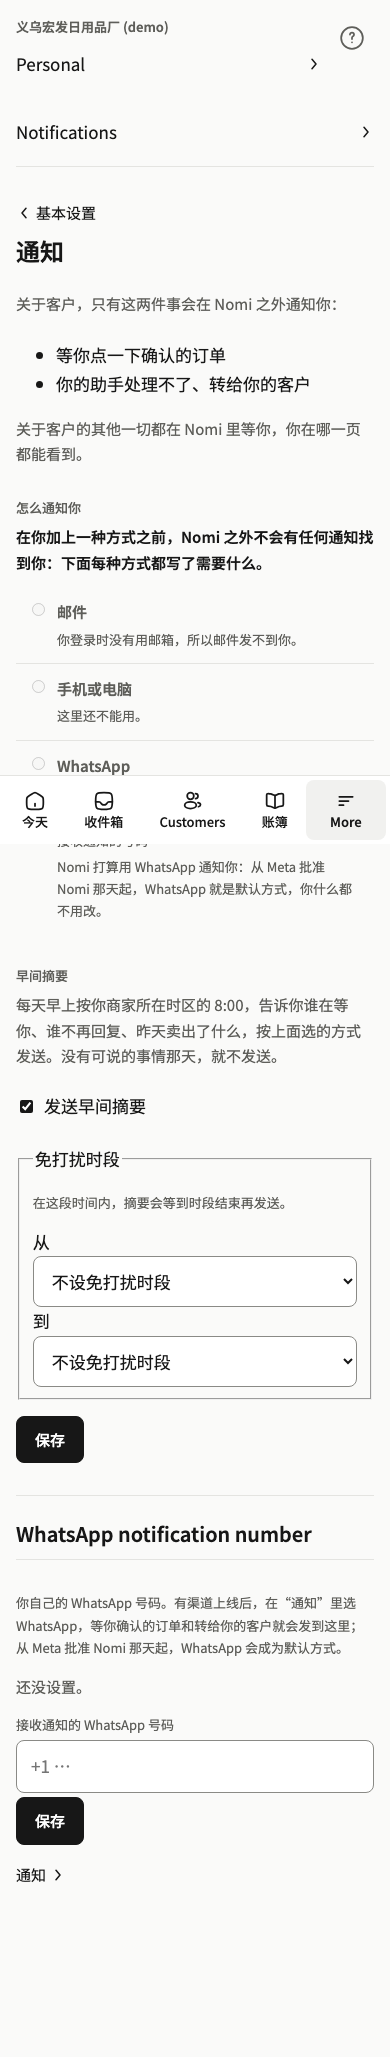 义乌宏发日用品厂 (demo)
Personal
Notifications
基本设置
通知
关于客户，只有这两件事会在 Nomi 之外通知你：
等你点一下确认的订单
你的助手处理不了、转给你的客户
关于客户的其他一切都在 Nomi 里等你，你在哪一页
都能看到。
怎么通知你
在你加上一种方式之前，Nomi 之外不会有任何通知找
到你：下面每种方式都写了需要什么。
邮件
你登录时没有用邮箱，所以邮件发不到你。
手机或电脑
这里还不能用。
WhatsApp
今天
收件箱
Customers
账簿
More
Nomi 打算用 WhatsApp 通知你：从 Meta 批准
Nomi 那天起，WhatsApp 就是默认方式，你什么都
不用改。
早间摘要
每天早上按你商家所在时区的 8:00，告诉你谁在等
你、谁不再回复、昨天卖出了什么，按上面选的方式
发送。没有可说的事情那天，就不发送。
发送早间摘要
免打扰时段
在这段时间内，摘要会等到时段结束再发送。
从
不设免打扰时段
到
不设免打扰时段
保存
WhatsApp notification number
你自己的 WhatsApp 号码。有渠道上线后，在“通知”里选
WhatsApp，等你确认的订单和转给你的客户就会发到这里；
从 Meta 批准 Nomi 那天起，WhatsApp 会成为默认方式。
还没设置。
接收通知的 WhatsApp 号码
+1 ···
保存
通知